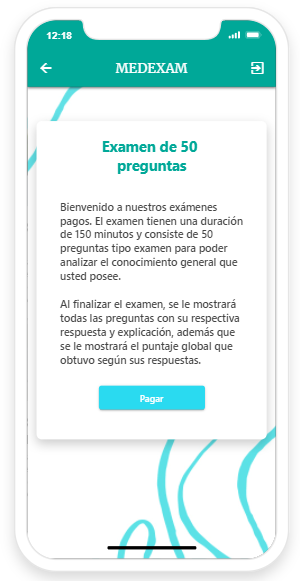 12:18
MEDEXAM
Examen de 50
preguntas
Bienvenido a nuestros exámenes
pagos. El examen tienen una duración
de 150 minutos y consiste de 50
preguntas tipo examen para poder
analizar el conocimiento general que
usted posee.
Al finalizar el examen, se le mostrará
todas las preguntas con su respectiva
respuesta y explicación, además que
se le mostrará el puntaje global que
obtuvo según sus respuestas.
Pagar